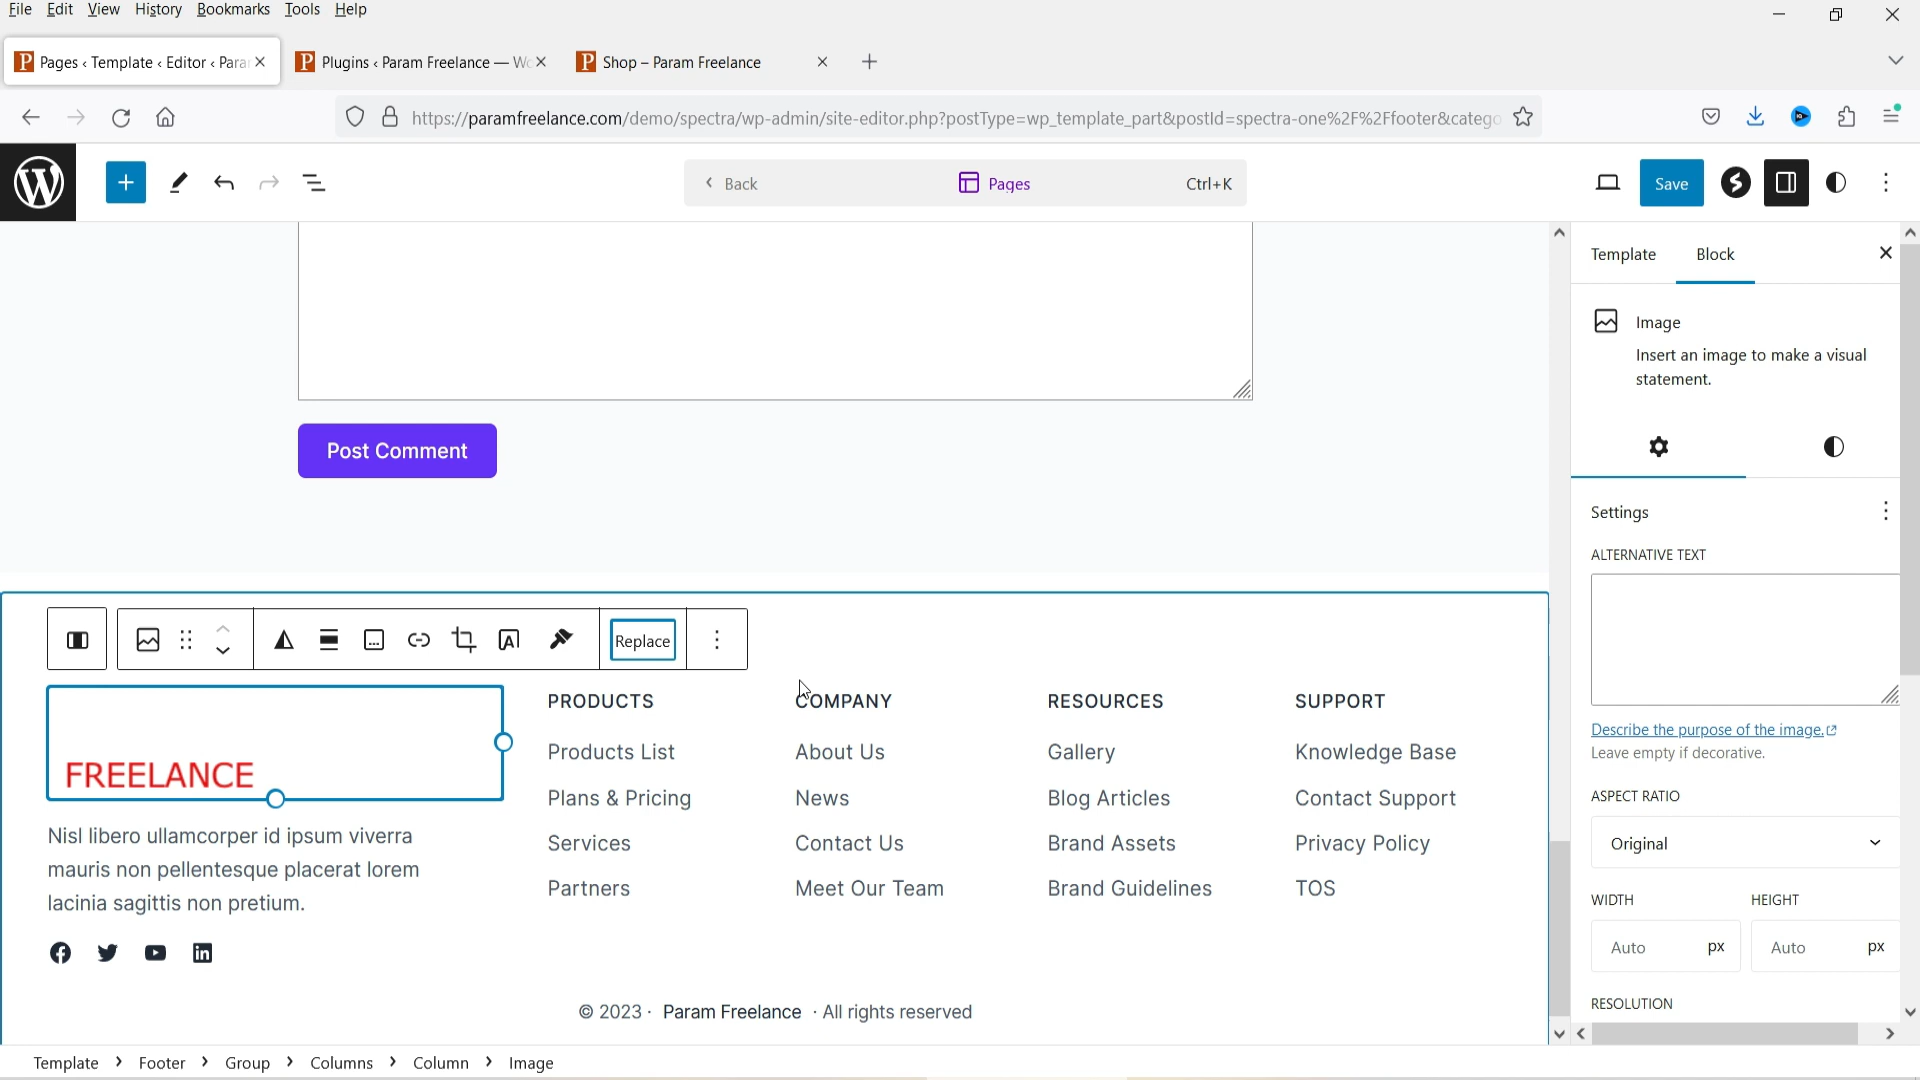 File Edit View History Bookmarks Tools Help
Pages ‹ Template ‹ Editor ‹ Para
Plugins ‹ Param Freelance — Wo
Shop – Param Freelance
https://paramfreelance.com/demo/spectra/wp-admin/site-editor.php?postType=wp_template_part&postId=spectra-one%2F%2Ffooter&catego
Back
Pages
Ctrl+K
Save
Template
Block
Image
Insert an image to make a visual
statement.
Post Comment
Settings
ALTERNATIVE TEXT
Describe the purpose of the image.
Leave empty if decorative.
ASPECT RATIO
Original
WIDTH
HEIGHT
Auto px
Auto px
RESOLUTION
Replace
FREELANCE
Nisl libero ullamcorper id ipsum viverra
mauris non pellentesque placerat lorem
lacinia sagittis non pretium.
PRODUCTS
Products List
Plans & Pricing
Services
Partners
COMPANY
About Us
News
Contact Us
Meet Our Team
RESOURCES
Gallery
Blog Articles
Brand Assets
Brand Guidelines
SUPPORT
Knowledge Base
Contact Support
Privacy Policy
TOS
© 2023 · Param Freelance · All rights reserved
Template › Footer › Group › Columns › Column › Image